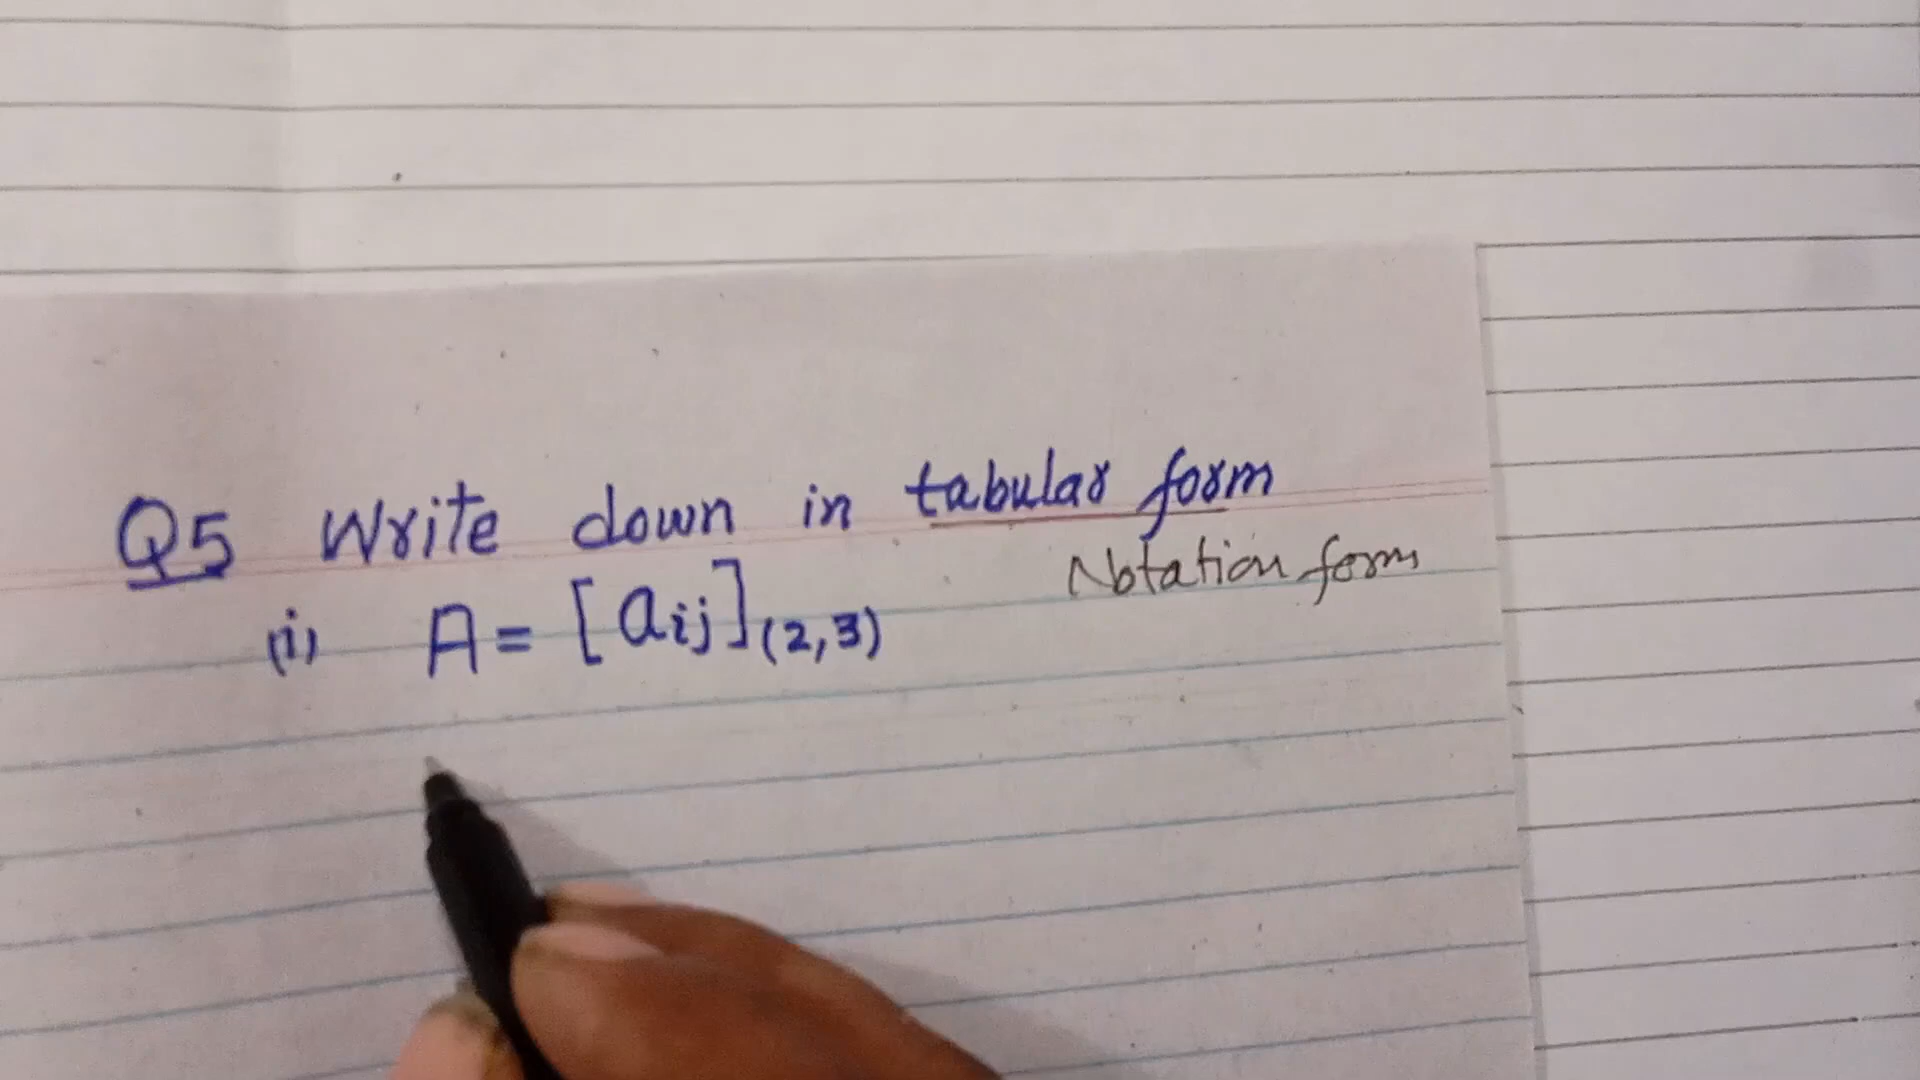 Q5 Write down in tabular form
Notation form
(i) A = [aij](2,3)